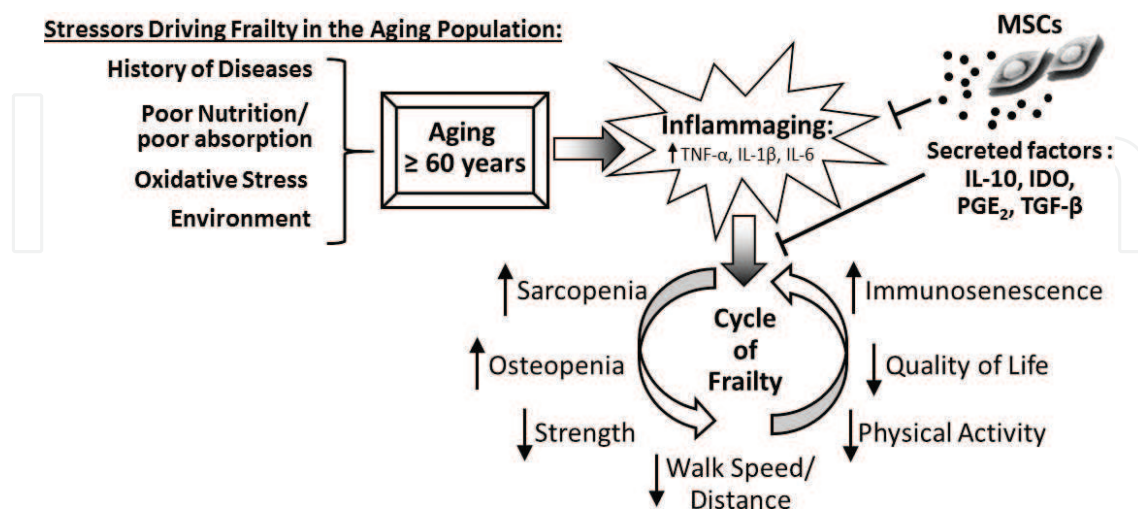 Stressors Driving Frailty in the Aging Population:
History of Diseases
Poor Nutrition/
poor absorption
Oxidative Stress
Environment
Aging
≥ 60 years
Inflammaging:
↑ TNF-α, IL-1β, IL-6
MSCs
Secreted factors :
IL-10, IDO,
PGE₂, TGF-β
Cycle
of
Frailty
↑ Sarcopenia
↑ Osteopenia
↓ Strength
↓ Walk Speed/
Distance
↓ Physical Activity
↓ Quality of Life
↑ Immunosenescence